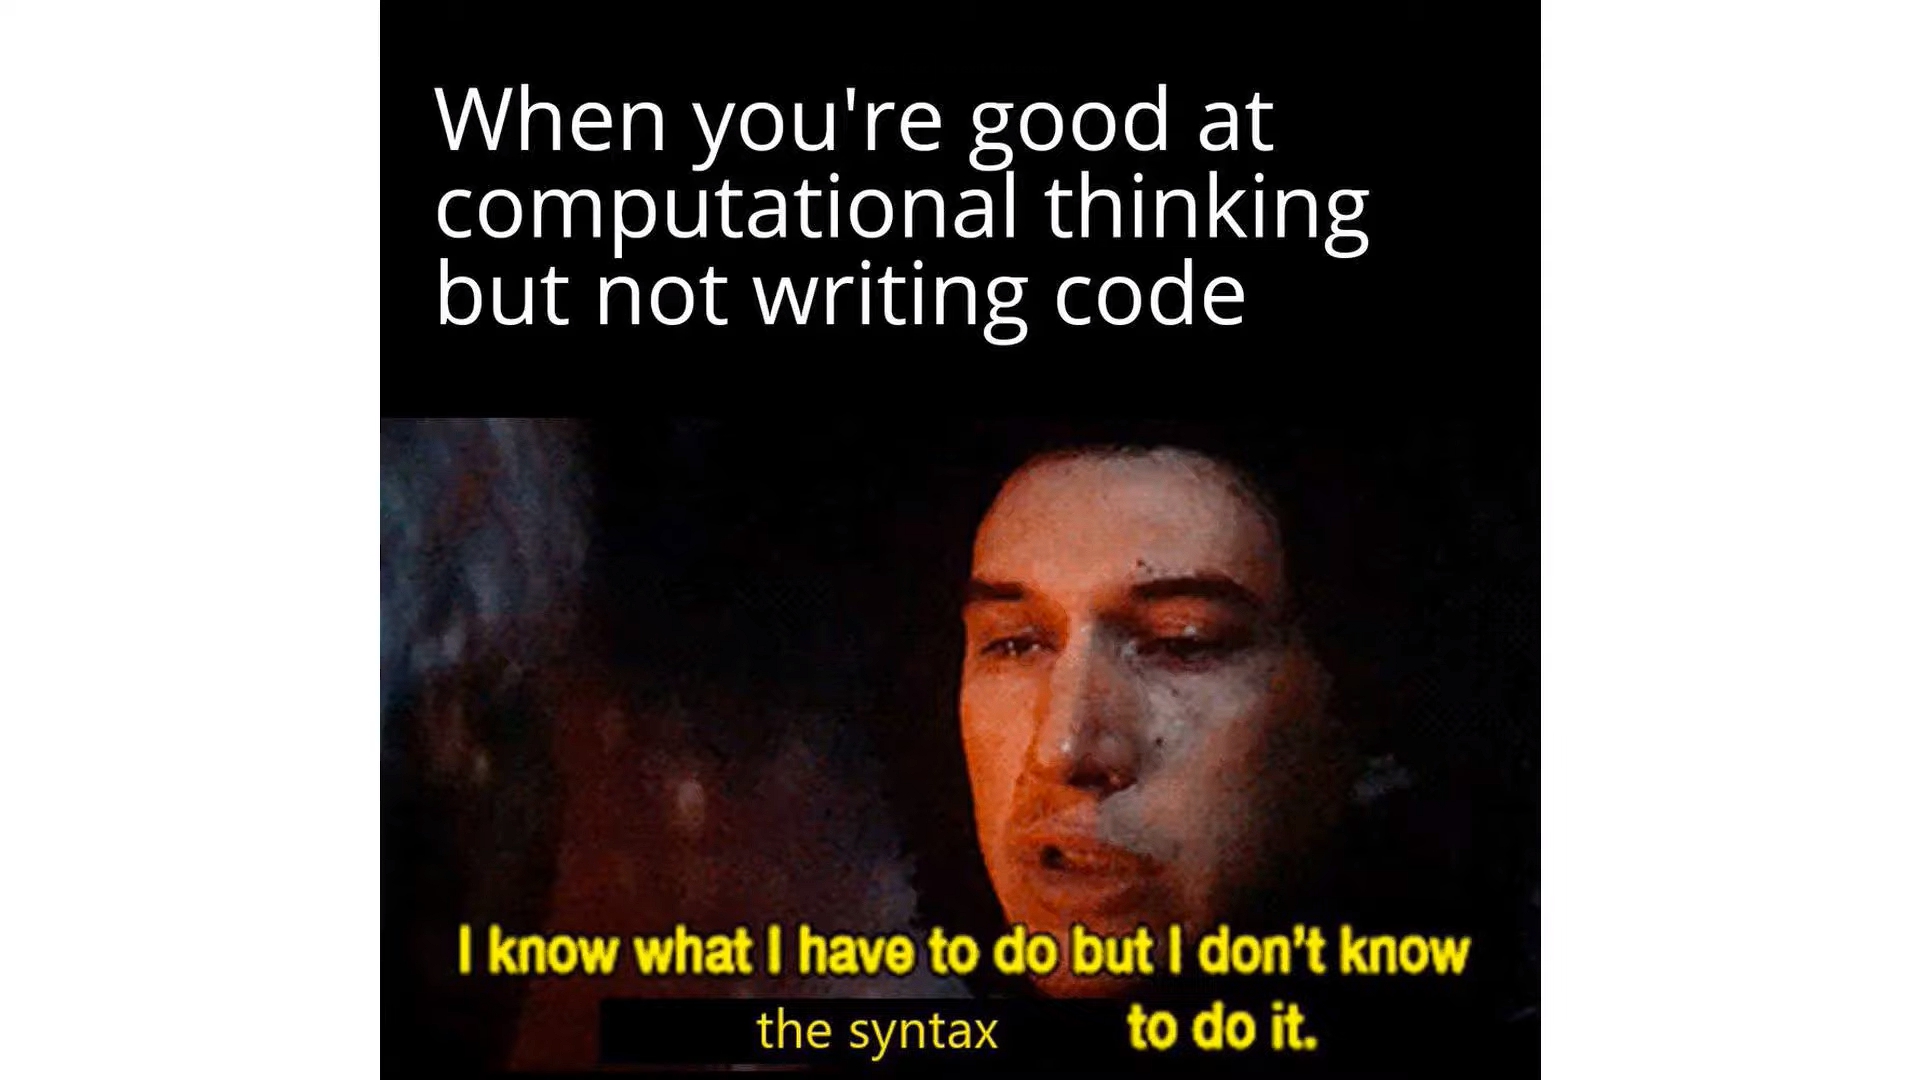 When you're good at
computational thinking
but not writing code
I know what I have to do but I don't know
the syntax to do it.